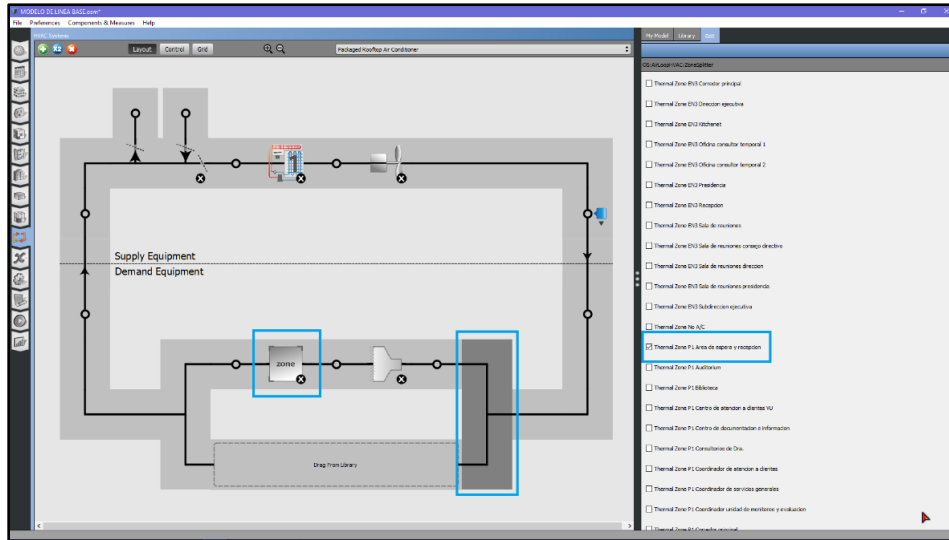 MODELO DE LINEA BASE.osm*
File Preferences Components & Measures Help
HVAC Systems
Layout Control Grid
Packaged Rooftop Air Conditioner
My Model Library Edit
OS:AirLoopHVAC:ZoneSplitter
Thermal Zone EN3 Corredor principal
Thermal Zone EN3 Direccion ejecutiva
Thermal Zone EN3 Kitchenet
Thermal Zone EN3 Oficina consultor temporal 1
Thermal Zone EN3 Oficina consultor temporal 2
Thermal Zone EN3 Presidencia
Thermal Zone EN3 Recepcion
Thermal Zone EN3 Sala de reuniones
Thermal Zone EN3 Sala de reuniones consejo directivo
Thermal Zone EN3 Sala de reuniones direccion
Thermal Zone EN3 Sala de reuniones presidencia
Thermal Zone EN3 Subdireccion ejecutiva
Thermal Zone No A/C
Thermal Zone P1 Area de espera y recepcion
Thermal Zone P1 Auditorium
Thermal Zone P1 Biblioteca
Thermal Zone P1 Centro de atencion a clientes VU
Thermal Zone P1 Centro de documentacion e informacion
Thermal Zone P1 Consultorios de Dra.
Thermal Zone P1 Coordinador de atencion a clientes
Thermal Zone P1 Coordinador de servicios generales
Thermal Zone P1 Coordinador unidad de monitoreo y evaluacion
Thermal Zone P1 Corredor principal
1
Supply Equipment
Demand Equipment
zone
Drag From Library